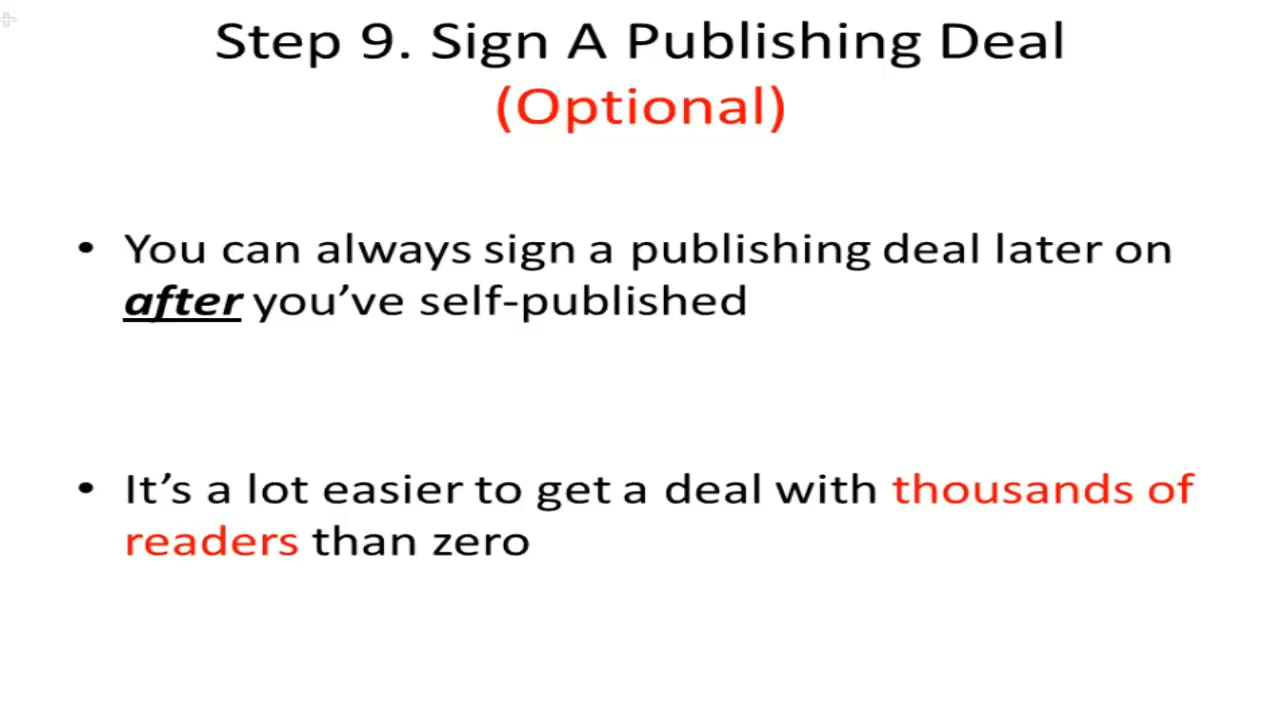 Step 9. Sign A Publishing Deal
(Optional)
• You can always sign a publishing deal later on
after you’ve self-published
• It’s a lot easier to get a deal with thousands of
readers than zero